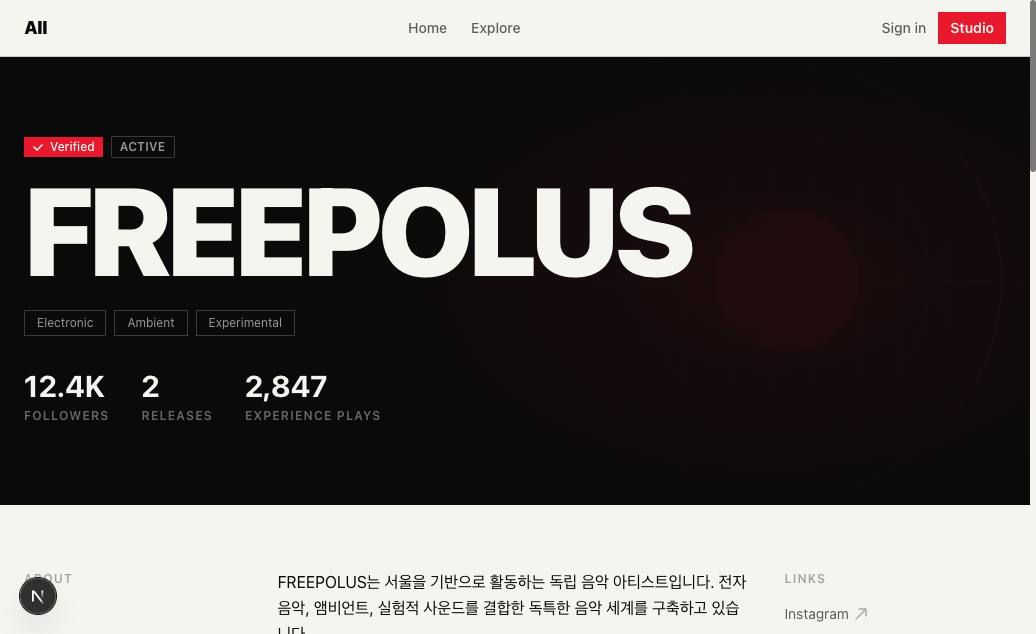 All
Home
Explore
Sign in
Studio
Verified
ACTIVE
FREEPOLUS
Electronic
Ambient
Experimental
12.4K
2
2,847
FOLLOWERS
RELEASES
EXPERIENCE PLAYS
ABOUT
N
FREEPOLUS는 서울을 기반으로 활동하는 독립 음악 아티스트입니다. 전자
음악, 앰비언트, 실험적 사운드를 결합한 독특한 음악 세계를 구축하고 있습
니다
LINKS
Instagram